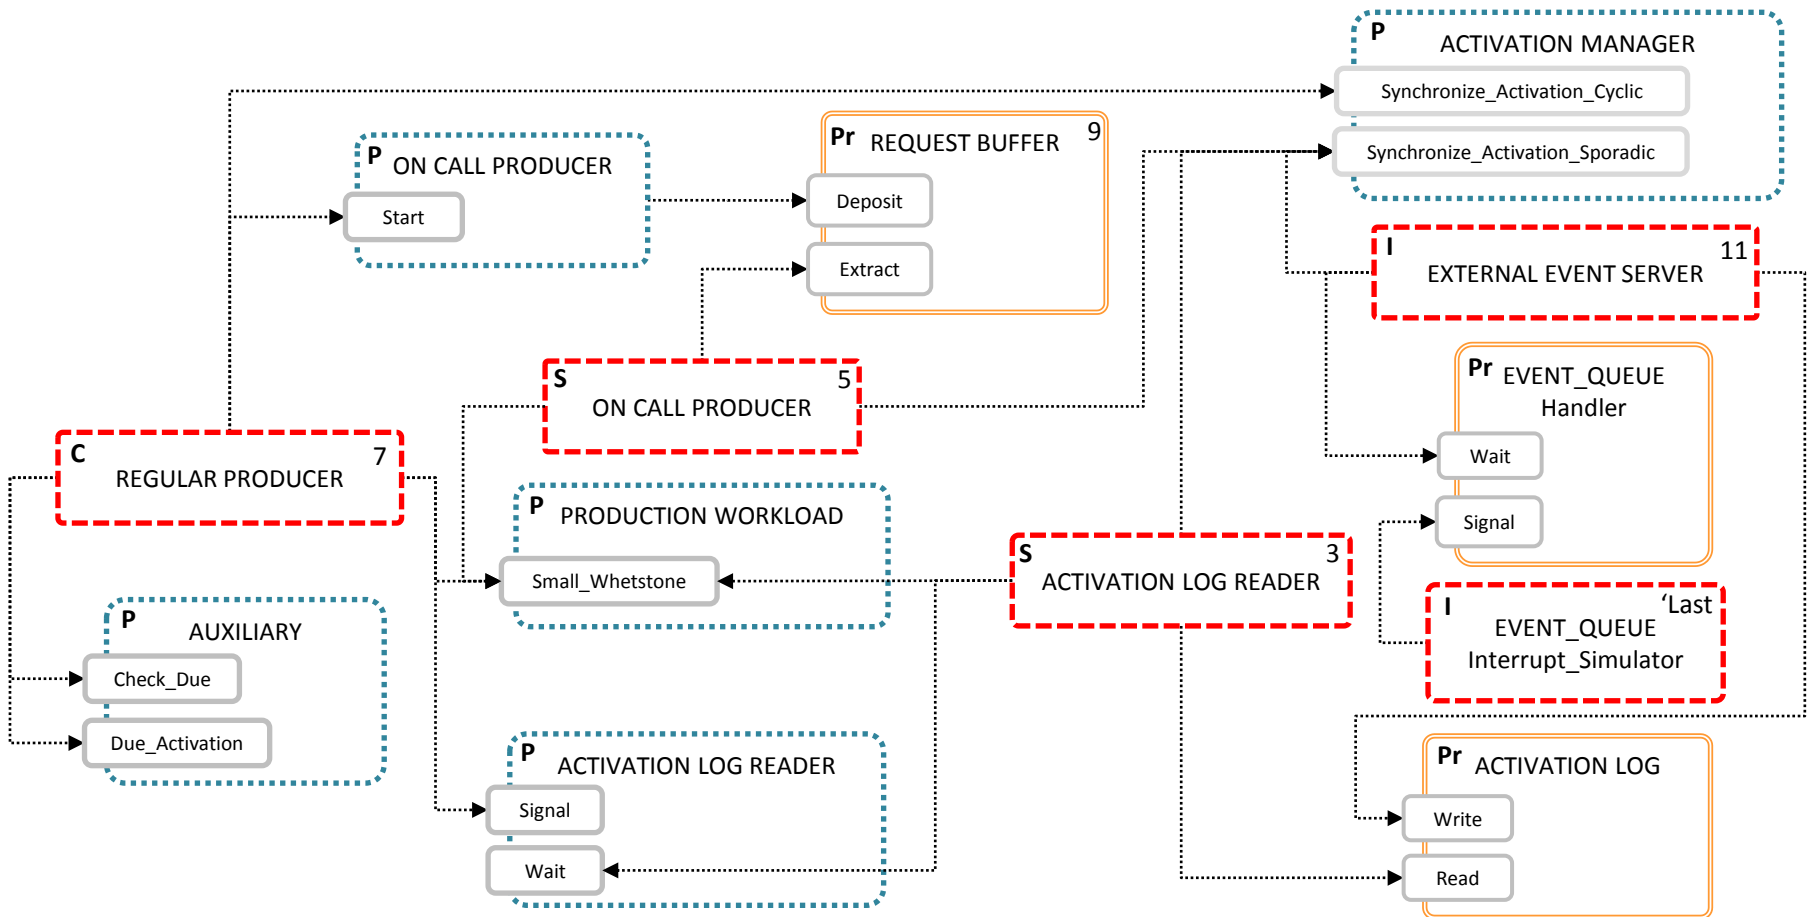 P
ACTIVATION MANAGER
Synchronize_Activation_Cyclic
Synchronize_Activation_Sporadic
P
ON CALL PRODUCER
Start
Pr
REQUEST BUFFER
9
Deposit
Extract
I
11
EXTERNAL EVENT SERVER
S
5
ON CALL PRODUCER
Pr
EVENT_QUEUE
Handler
Wait
Signal
C
7
REGULAR PRODUCER
P
PRODUCTION WORKLOAD
Small_Whetstone
S
3
ACTIVATION LOG READER
I
‘Last
EVENT_QUEUE
Interrupt_Simulator
P
AUXILIARY
Check_Due
Due_Activation
P
ACTIVATION LOG READER
Signal
Wait
Pr
ACTIVATION LOG
Write
Read